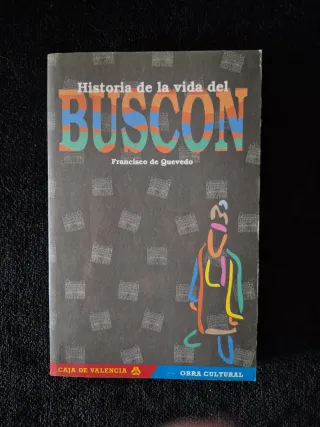 Historia de la vida del
BUSCON
Francisco de Quevedo
CAJA DE VALENCIA
OBRA CULTURAL